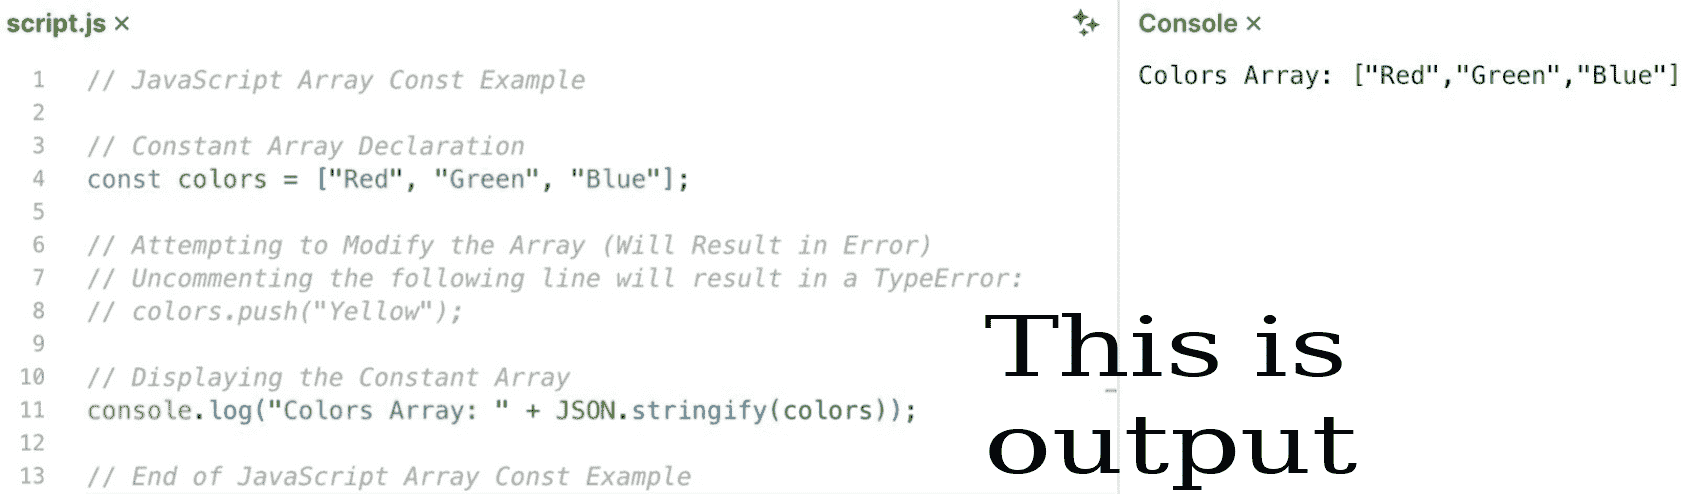 script.js ×
1 // JavaScript Array Const Example
2
3 // Constant Array Declaration
4 const colors = ["Red", "Green", "Blue"];
5
6 // Attempting to Modify the Array (Will Result in Error)
7 // Uncommenting the following line will result in a TypeError:
8 // colors.push("Yellow");
9
10 // Displaying the Constant Array
11 console.log("Colors Array: " + JSON.stringify(colors));
12
13 // End of JavaScript Array Const Example
Console ×
Colors Array: ["Red","Green","Blue"]
This is
output